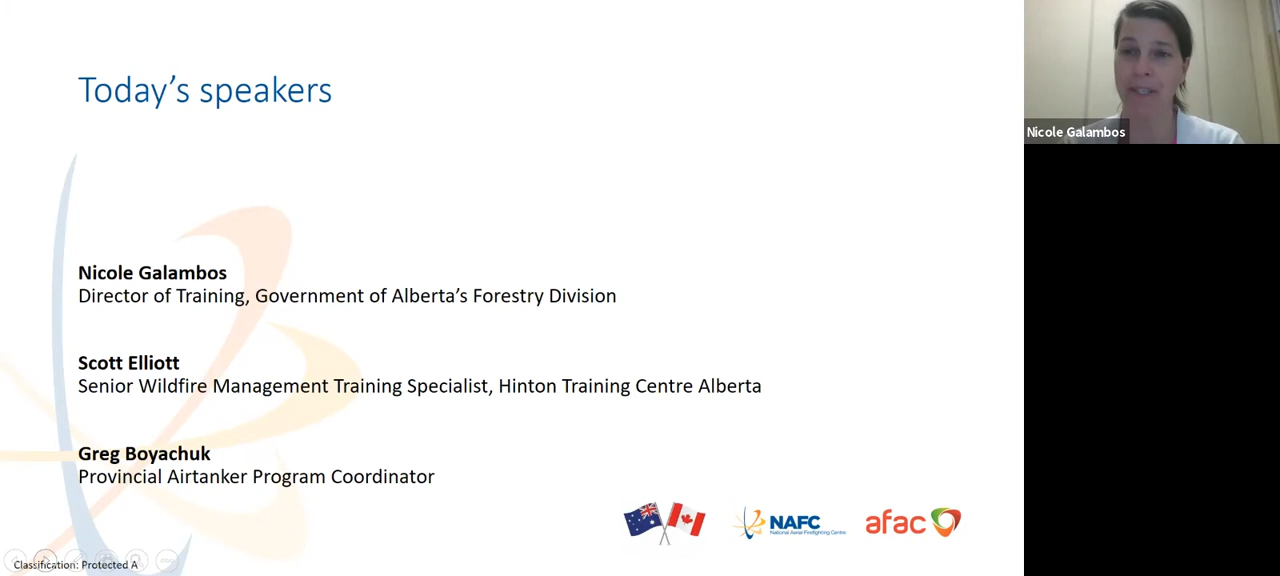 Today's speakers
Nicole Galambos
Nicole Galambos
Director of Training, Government of Alberta's Forestry Division
Scott Elliott
Senior Wildfire Management Training Specialist, Hinton Training Centre Alberta
Greg Boyachuk
Provincial Airtanker Program Coordinator
NAFC
National Aerial Firefighting Centre
afac
Classification: Protected A